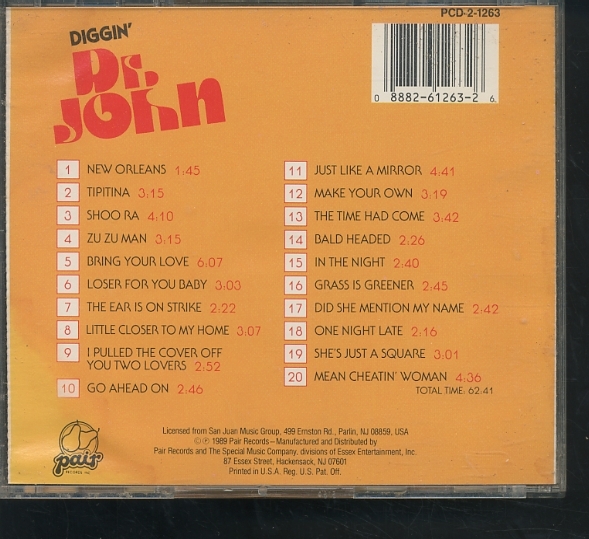 PCD-2-1263
DIGGIN'
Dr.
John
0 8882-61263-2 6
1 NEW ORLEANS 1:45
2 TIPITINA 3:15
3 SHOO RA 4:10
4 ZU ZU MAN 3:15
5 BRING YOUR LOVE 6:07
6 LOSER FOR YOU BABY 3:03
7 THE EAR IS ON STRIKE 2:22
8 LITTLE CLOSER TO MY HOME 3:07
9 I PULLED THE COVER OFF
YOU TWO LOVERS 2:52
10 GO AHEAD ON 2:46
11 JUST LIKE A MIRROR 4:41
12 MAKE YOUR OWN 3:19
13 THE TIME HAD COME 3:42
14 BALD HEADED 2:26
15 IN THE NIGHT 2:40
16 GRASS IS GREENER 2:45
17 DID SHE MENTION MY NAME 2:42
18 ONE NIGHT LATE 2:16
19 SHE'S JUST A SQUARE 3:01
20 MEAN CHEATIN' WOMAN 4:36
TOTAL TIME: 62:41
Licensed from San Juan Music Group, 499 Ernston Rd., Parlin, NJ 08859, USA
©℗ 1989 Pair Records—Manufactured and Distributed by
Pair Records and The Special Music Company, divisions of Essex Entertainment, Inc.
87 Essex Street, Hackensack, NJ 07601
Printed in U.S.A. Reg. U.S. Pat. Off.
pair
RECORDS INC.